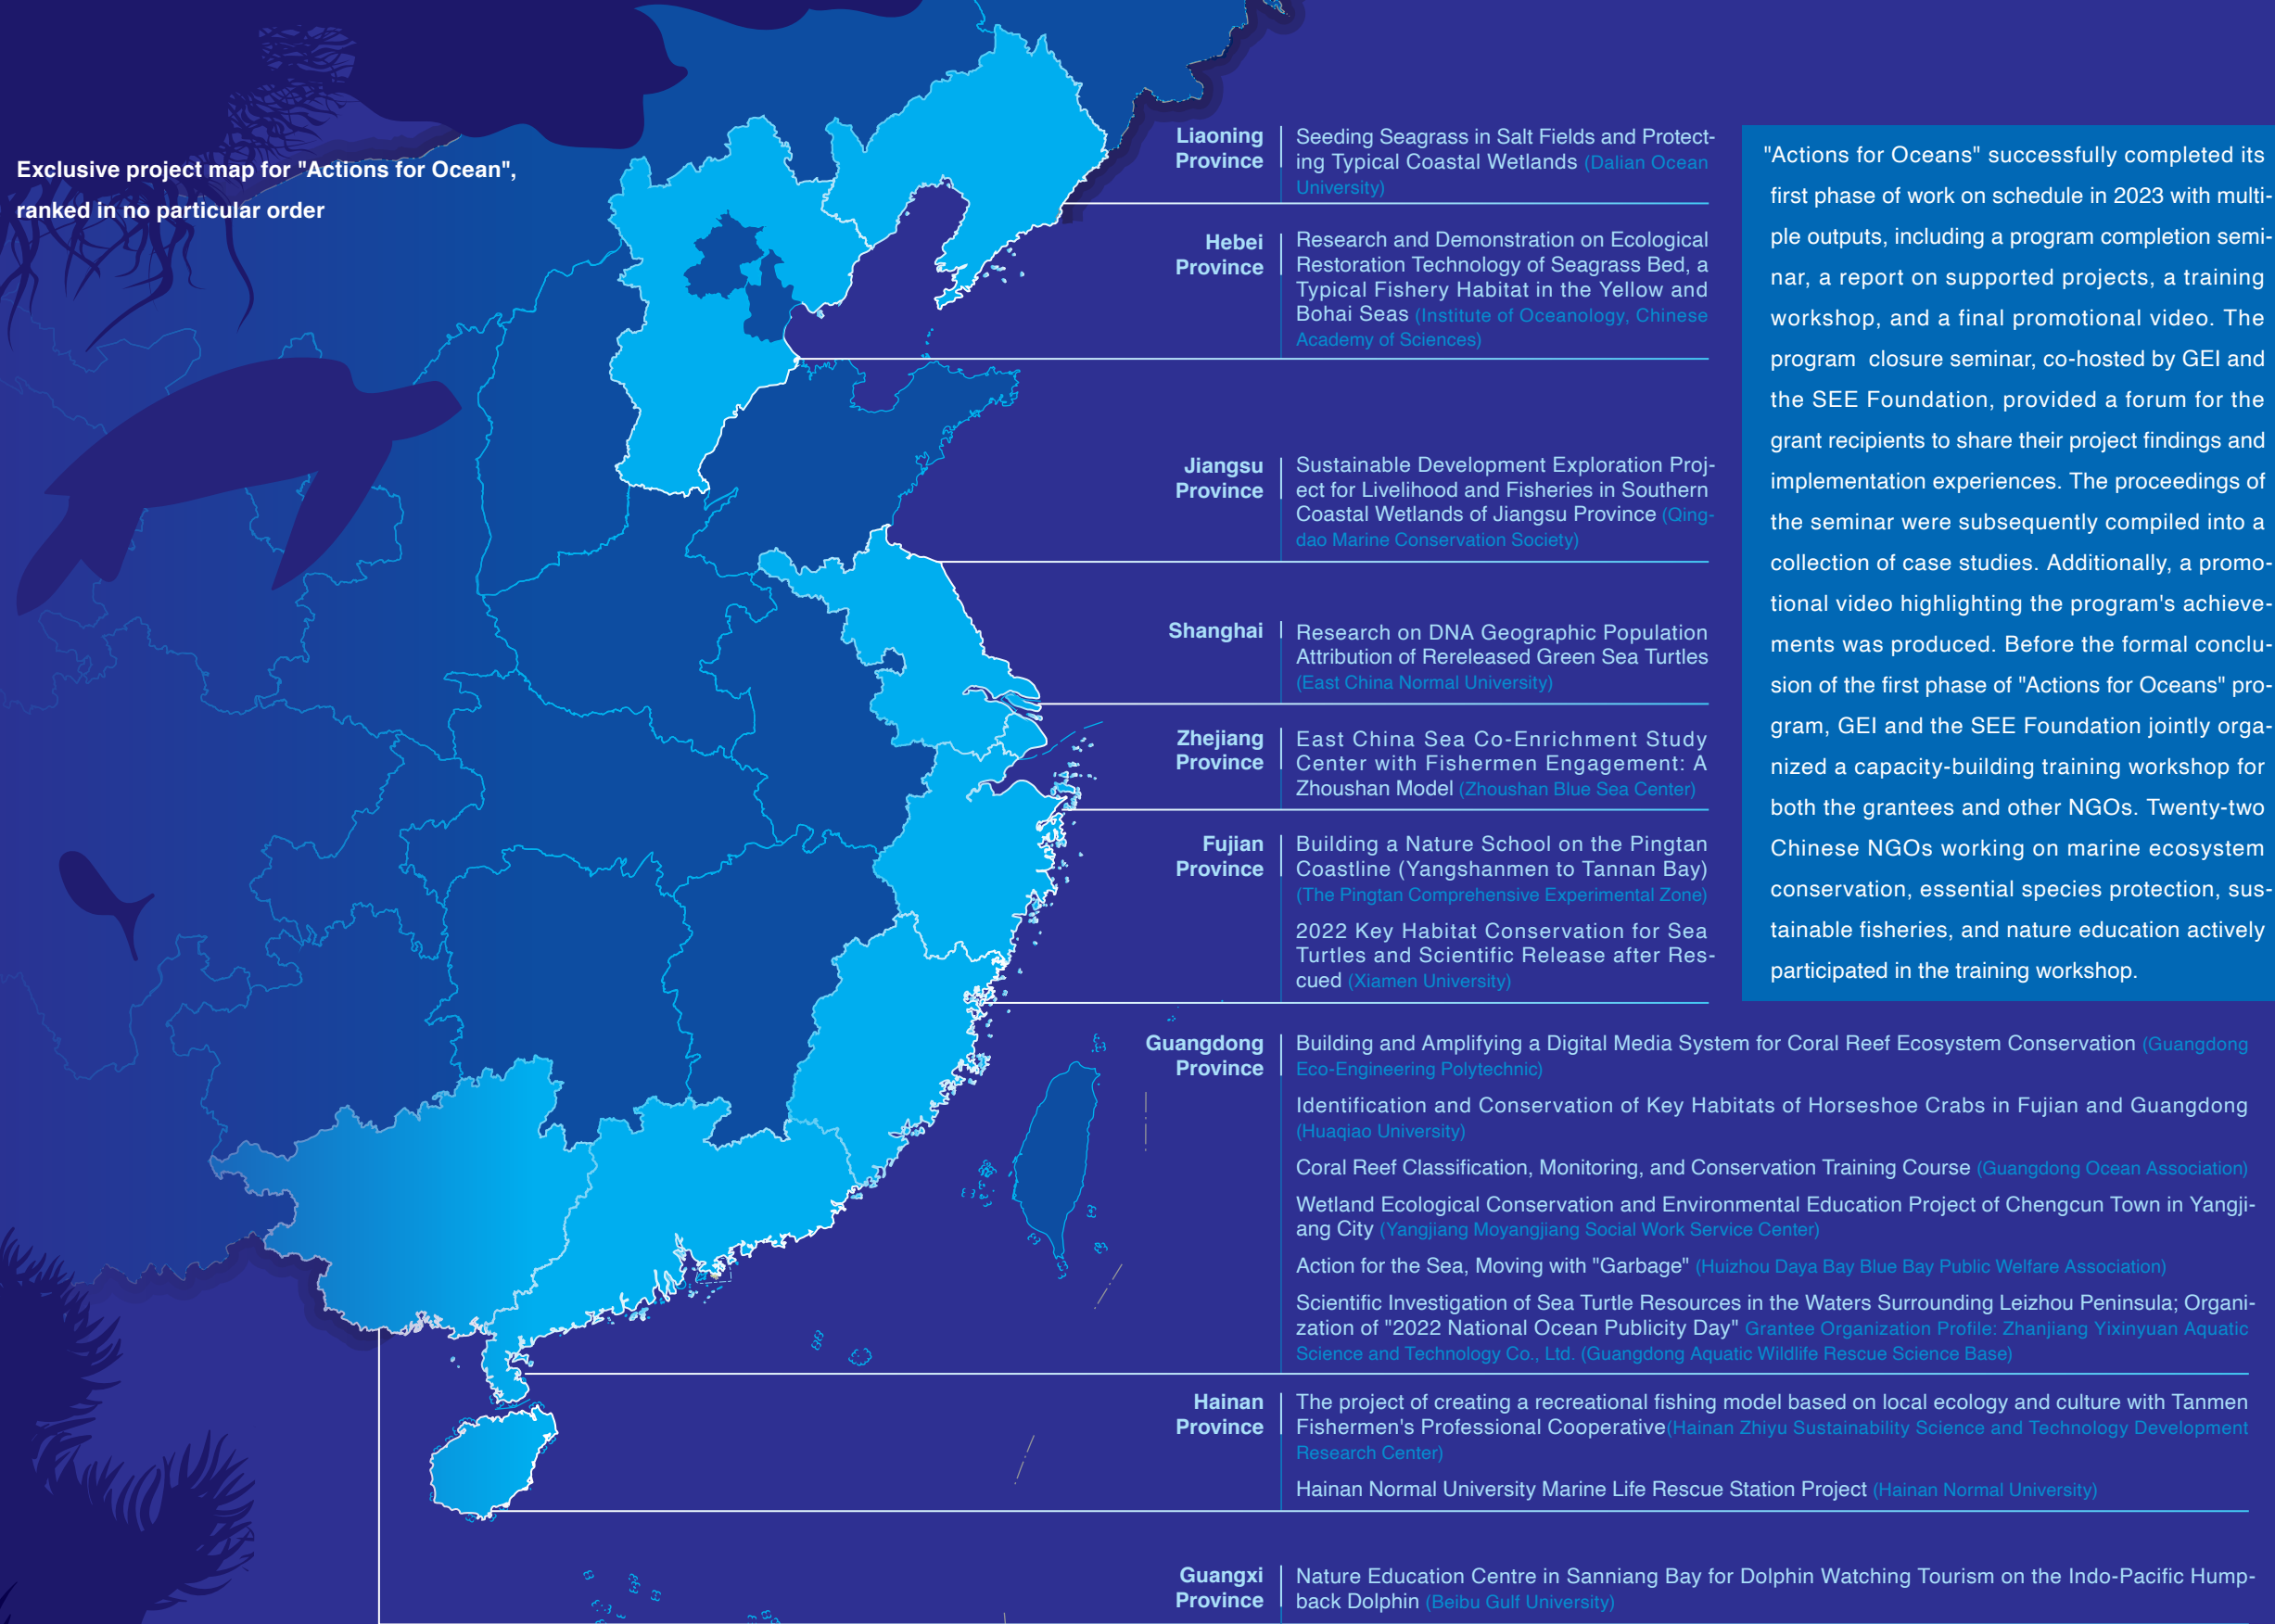 Exclusive project map for "Actions for Ocean",
ranked in no particular order
Liaoning
Province
Seeding Seagrass in Salt Fields and Protect-
ing Typical Coastal Wetlands (Dalian Ocean
University)
Hebei
Province
Research and Demonstration on Ecological
Restoration Technology of Seagrass Bed, a
Typical Fishery Habitat in the Yellow and
Bohai Seas (Institute of Oceanology, Chinese
Academy of Sciences)
Jiangsu
Province
Sustainable Development Exploration Proj-
ect for Livelihood and Fisheries in Southern
Coastal Wetlands of Jiangsu Province (Qing-
dao Marine Conservation Society)
Shanghai
Research on DNA Geographic Population
Attribution of Rereleased Green Sea Turtles
(East China Normal University)
Zhejiang
Province
East China Sea Co-Enrichment Study
Center with Fishermen Engagement: A
Zhoushan Model (Zhoushan Blue Sea Center)
Fujian
Province
Building a Nature School on the Pingtan
Coastline (Yangshanmen to Tannan Bay)
(The Pingtan Comprehensive Experimental Zone)
2022 Key Habitat Conservation for Sea
Turtles and Scientific Release after Res-
cued (Xiamen University)
Guangdong
Province
Building and Amplifying a Digital Media System for Coral Reef Ecosystem Conservation (Guangdong
Eco-Engineering Polytechnic)
Identification and Conservation of Key Habitats of Horseshoe Crabs in Fujian and Guangdong
(Huaqiao University)
Coral Reef Classification, Monitoring, and Conservation Training Course (Guangdong Ocean Association)
Wetland Ecological Conservation and Environmental Education Project of Chengcun Town in Yangji-
ang City (Yangjiang Moyangjiang Social Work Service Center)
Action for the Sea, Moving with "Garbage" (Huizhou Daya Bay Blue Bay Public Welfare Association)
Scientific Investigation of Sea Turtle Resources in the Waters Surrounding Leizhou Peninsula; Organi-
zation of "2022 National Ocean Publicity Day" Grantee Organization Profile: Zhanjiang Yixinyuan Aquatic
Science and Technology Co., Ltd. (Guangdong Aquatic Wildlife Rescue Science Base)
Hainan
Province
The project of creating a recreational fishing model based on local ecology and culture with Tanmen
Fishermen's Professional Cooperative(Hainan Zhiyu Sustainability Science and Technology Development
Research Center)
Hainan Normal University Marine Life Rescue Station Project (Hainan Normal University)
Guangxi
Province
Nature Education Centre in Sanniang Bay for Dolphin Watching Tourism on the Indo-Pacific Hump-
back Dolphin (Beibu Gulf University)
"Actions for Oceans" successfully completed its
first phase of work on schedule in 2023 with multi-
ple outputs, including a program completion semi-
nar, a report on supported projects, a training
workshop, and a final promotional video. The
program closure seminar, co-hosted by GEI and
the SEE Foundation, provided a forum for the
grant recipients to share their project findings and
implementation experiences. The proceedings of
the seminar were subsequently compiled into a
collection of case studies. Additionally, a promo-
tional video highlighting the program's achieve-
ments was produced. Before the formal conclu-
sion of the first phase of "Actions for Oceans" pro-
gram, GEI and the SEE Foundation jointly orga-
nized a capacity-building training workshop for
both the grantees and other NGOs. Twenty-two
Chinese NGOs working on marine ecosystem
conservation, essential species protection, sus-
tainable fisheries, and nature education actively
participated in the training workshop.